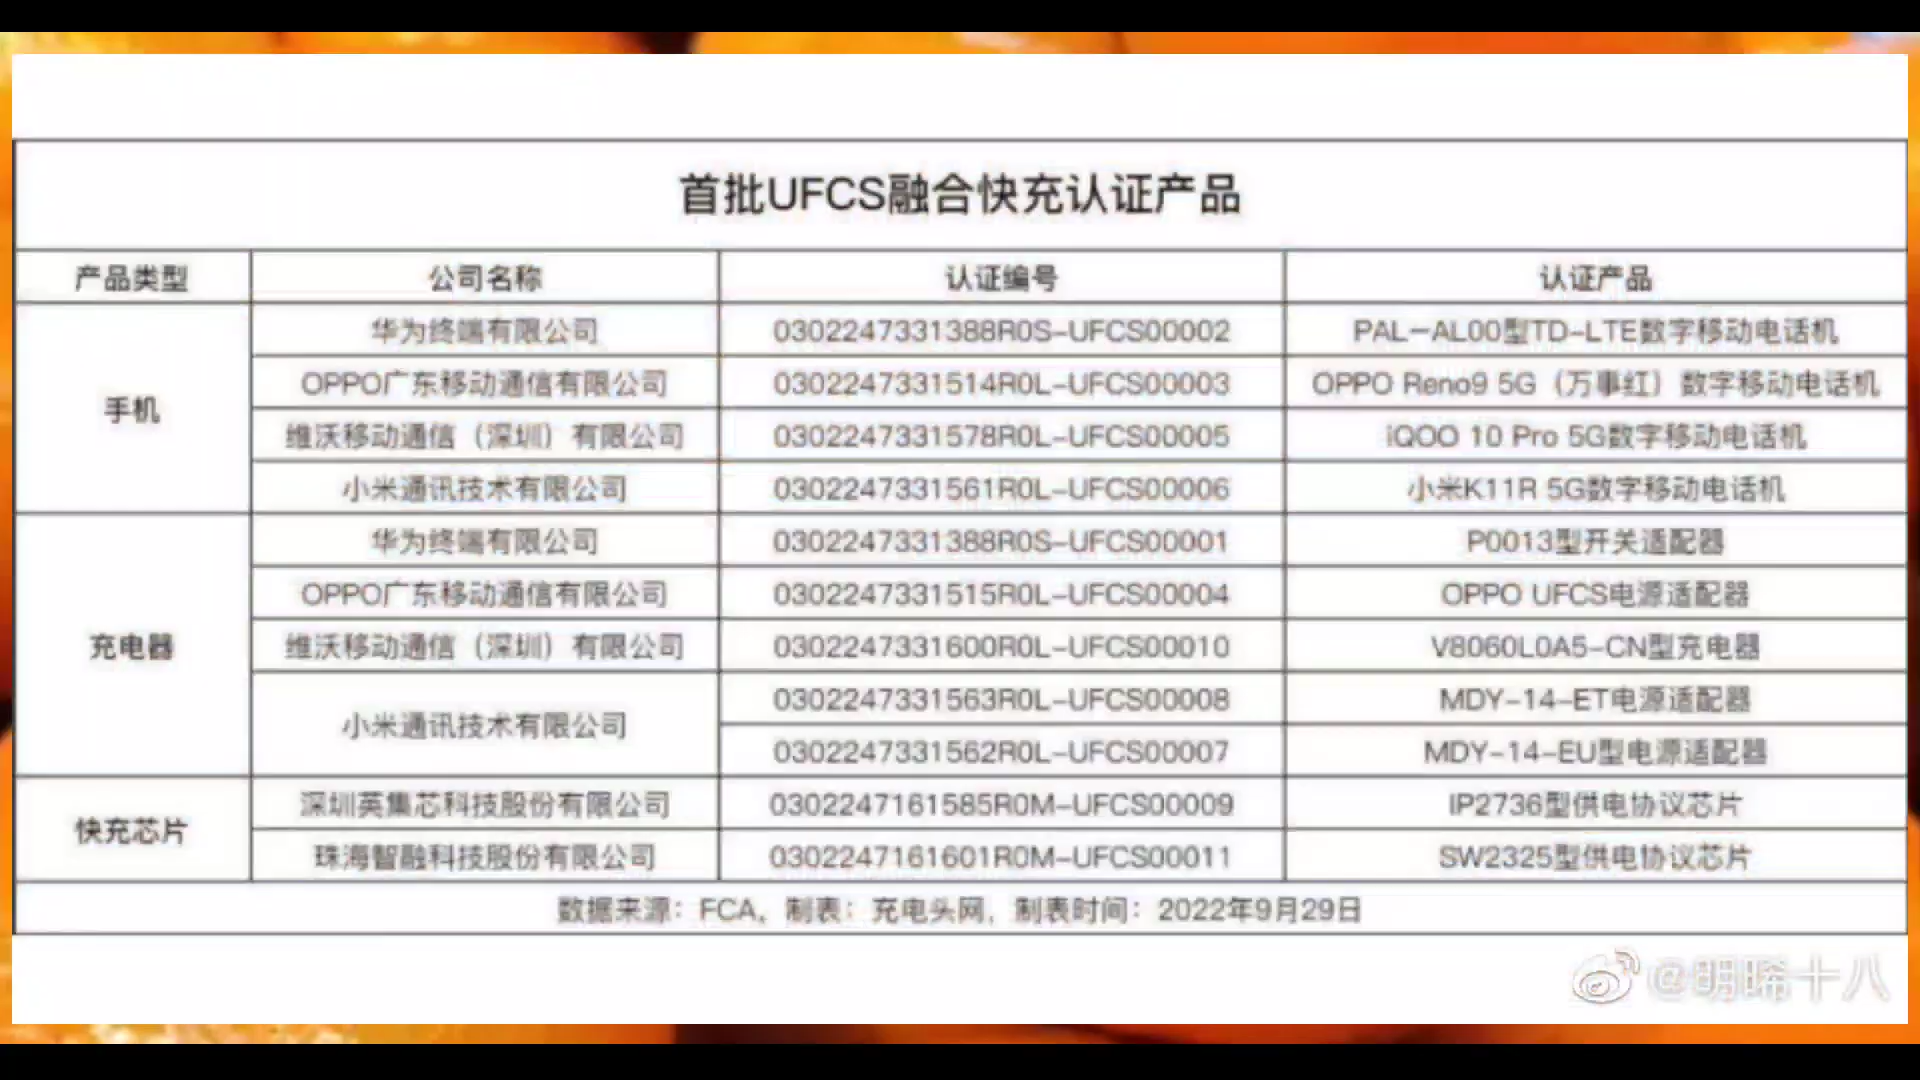 首批UFCS融合快充认证产品
产品类型 公司名称 认证编号 认证产品
手机
华为终端有限公司 0302247331388R0S-UFCS00002 PAL-AL00型TD-LTE数字移动电话机
OPPO广东移动通信有限公司 0302247331514R0L-UFCS00003 OPPO Reno9 5G（万事红）数字移动电话机
维沃移动通信（深圳）有限公司 0302247331578R0L-UFCS00005 iQOO 10 Pro 5G数字移动电话机
小米通讯技术有限公司 0302247331561R0L-UFCS00006 小米K11R 5G数字移动电话机
充电器
华为终端有限公司 0302247331388R0S-UFCS00001 P0013型开关适配器
OPPO广东移动通信有限公司 0302247331515R0L-UFCS00004 OPPO UFCS电源适配器
维沃移动通信（深圳）有限公司 0302247331600R0L-UFCS00010 V8060L0A5-CN型充电器
小米通讯技术有限公司 0302247331563R0L-UFCS00008 MDY-14-ET电源适配器
0302247331562R0L-UFCS00007 MDY-14-EU型电源适配器
快充芯片
深圳英集芯科技股份有限公司 0302247161585R0M-UFCS00009 IP2736型供电协议芯片
珠海智融科技股份有限公司 0302247161601R0M-UFCS00011 SW2325型供电协议芯片
数据来源：FCA，制表：充电头网，制表时间：2022年9月29日
@明晞十八